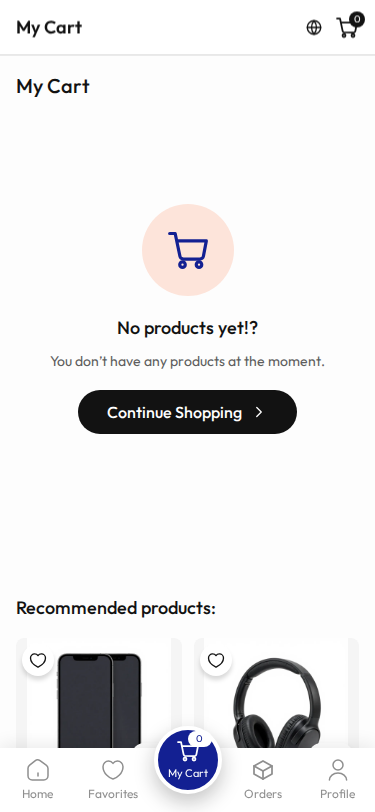 My Cart
0
My Cart
No products yet!?
You don't have any products at the moment.
Continue Shopping
Recommended products:
0
My Cart
Home
Favorites
Orders
Profile